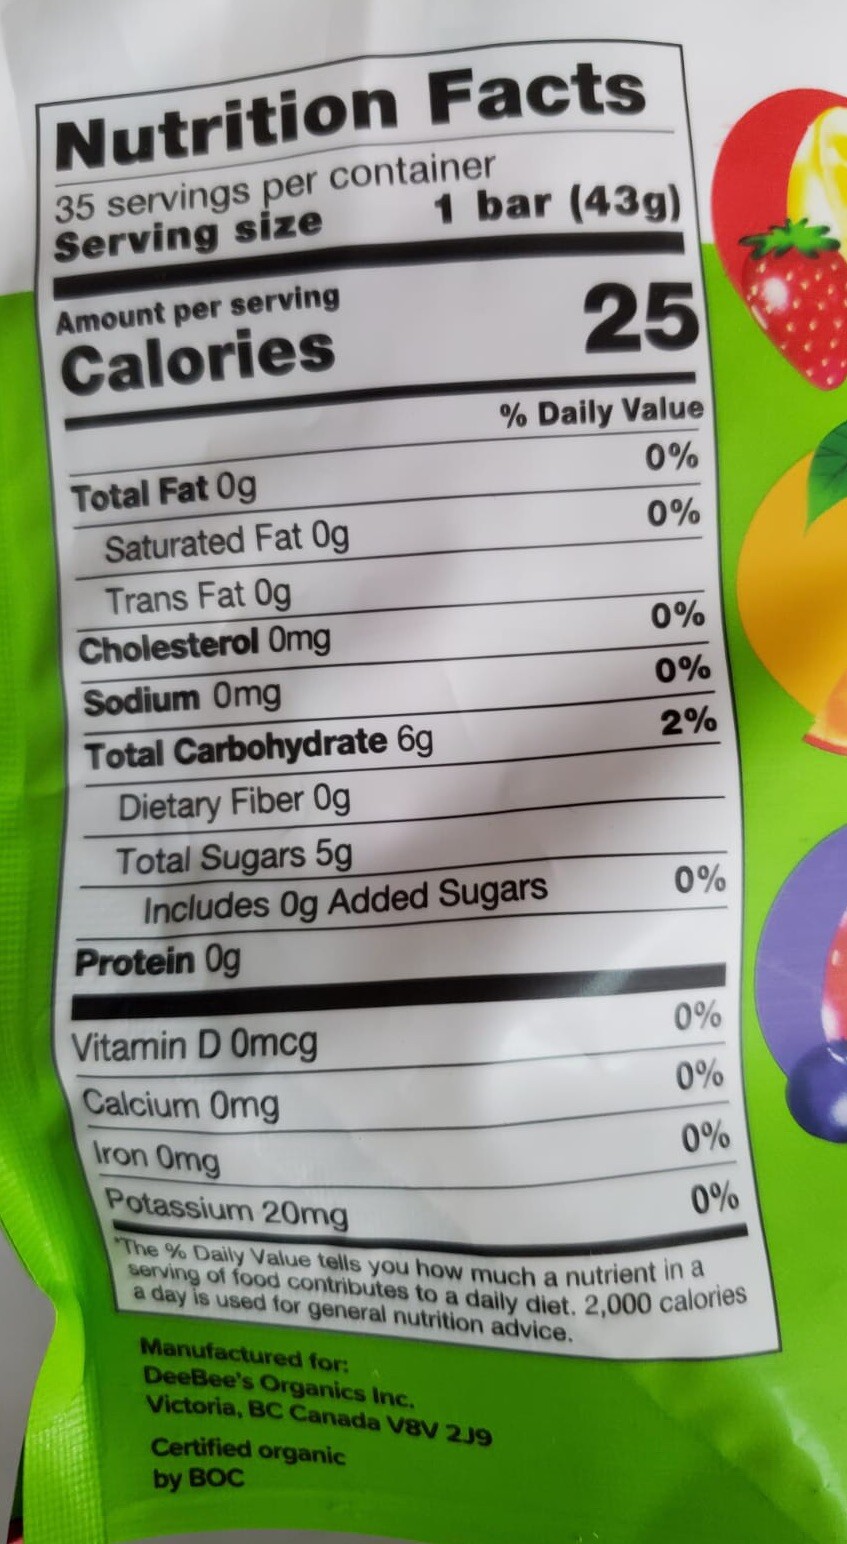 Nutrition Facts
35 servings per container
Serving size 1 bar (43g)
Amount per serving
Calories 25
% Daily Value
Total Fat 0g 0%
Saturated Fat 0g 0%
Trans Fat 0g
Cholesterol 0mg 0%
Sodium 0mg 0%
Total Carbohydrate 6g 2%
Dietary Fiber 0g
Total Sugars 5g
Includes 0g Added Sugars 0%
Protein 0g
Vitamin D 0mcg 0%
Calcium 0mg 0%
Iron 0mg 0%
Potassium 20mg 0%
*The % Daily Value tells you how much a nutrient in a
serving of food contributes to a daily diet. 2,000 calories
a day is used for general nutrition advice.
Manufactured for:
DeeBee's Organics Inc.
Victoria, BC Canada V8V 2J9
Certified organic
by BOC